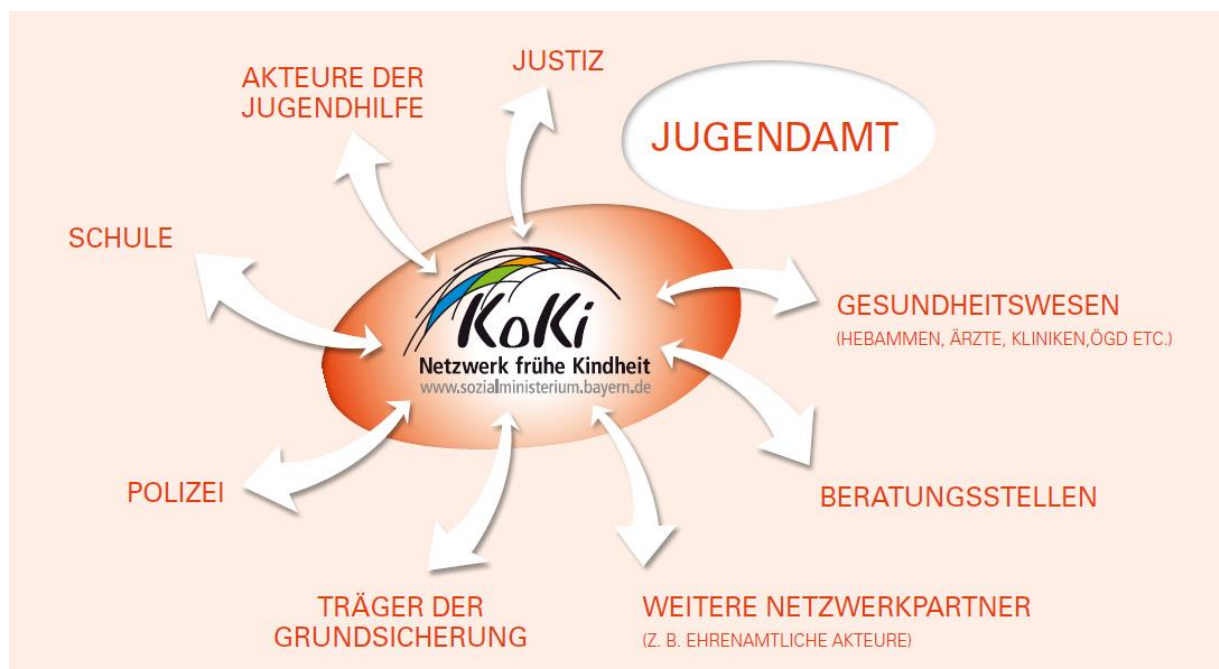 JUSTIZ
AKTEURE DER
JUGENDHILFE
JUGENDAMT
SCHULE
KoKi
Netzwerk frühe Kindheit
www.sozialministerium.bayern.de
GESUNDHEITSWESEN
(HEBAMMEN, ÄRZTE, KLINIKEN,ÖGD ETC.)
POLIZEI
BERATUNGSSTELLEN
TRÄGER DER
GRUNDSICHERUNG
WEITERE NETZWERKPARTNER
(Z. B. EHRENAMTLICHE AKTEURE)